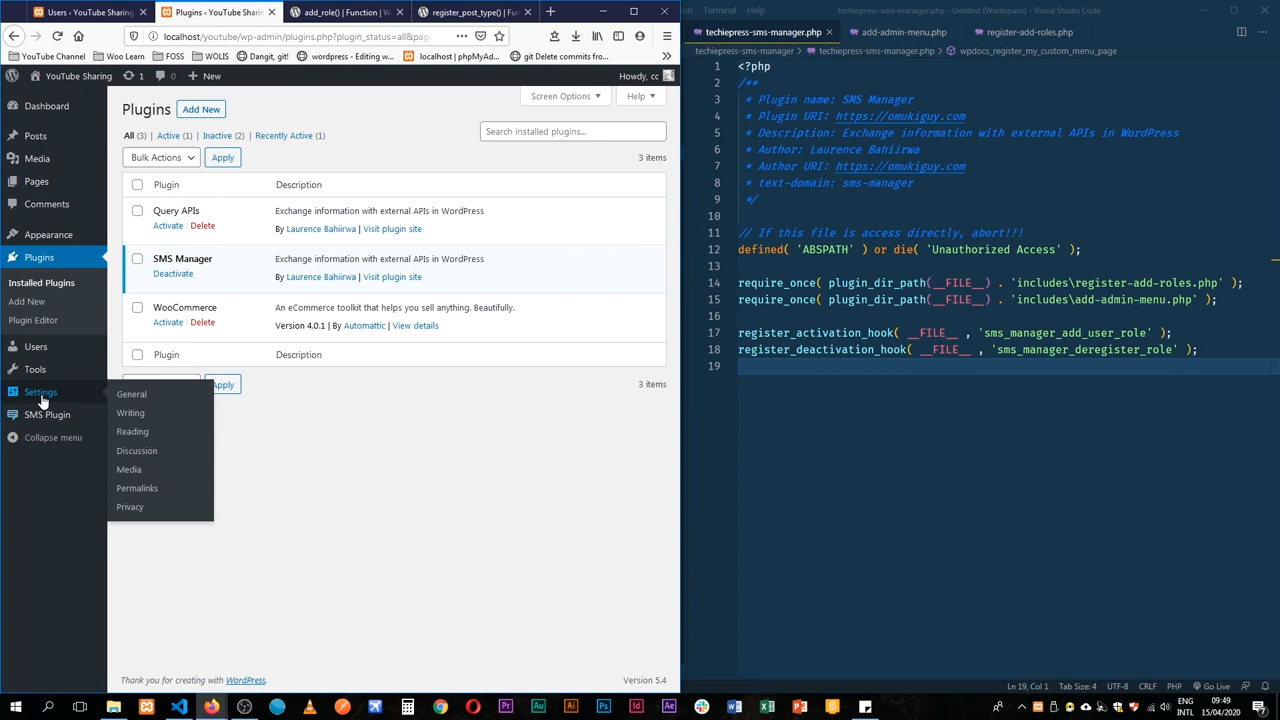 Users ‹ YouTube Sharing
Plugins ‹ YouTube Sharing
add_role() | Function | W
register_post_type() | Fun
localhost/youtube/wp-admin/plugins.php?plugin_status=all&pag
YouTube Channel
Woo Learn
FOSS
WOLIS
Dangit, git!
wordpress - Editing w...
localhost | phpMyAd...
git Delete commits fro...
YouTube Sharing
1
0
New
Howdy, cc
Dashboard
Posts
Media
Pages
Comments
Appearance
Plugins
Installed Plugins
Add New
Plugin Editor
Users
Tools
Settings
SMS Plugin
Collapse menu
General
Writing
Reading
Discussion
Media
Permalinks
Privacy
Screen Options
Help
Plugins
Add New
All (3) | Active (1) | Inactive (2) | Recently Active (1)
Search installed plugins...
Bulk Actions
Apply
3 items
Plugin
Description
Query APIs
Exchange information with external APIs in WordPress
Activate | Delete
By Laurence Bahiirwa | Visit plugin site
SMS Manager
Exchange information with external APIs in WordPress
Deactivate
By Laurence Bahiirwa | Visit plugin site
WooCommerce
An eCommerce toolkit that helps you sell anything. Beautifully.
Activate | Delete
Version 4.0.1 | By Automattic | View details
Plugin
Description
Apply
3 items
Thank you for creating with WordPress.
Version 5.4
Terminal
Help
techiepress-sms-manager.php - Untitled (Workspace) - Visual Studio Code
techiepress-sms-manager.php
add-admin-menu.php
register-add-roles.php
techiepress-sms-manager > techiepress-sms-manager.php > wpdocs_register_my_custom_menu_page
1 <?php
2 /**
3 * Plugin name: SMS Manager
4 * Plugin URI: https://omukiguy.com
5 * Description: Exchange information with external APIs in WordPress
6 * Author: Laurence Bahiirwa
7 * Author URI: https://omukiguy.com
8 * text-domain: sms-manager
9 */
10
11 // If this file is access directly, abort!!!
12 defined( 'ABSPATH' ) or die( 'Unauthorized Access' );
13
14 require_once( plugin_dir_path(__FILE__) . 'includes\register-add-roles.php' );
15 require_once( plugin_dir_path(__FILE__) . 'includes\add-admin-menu.php' );
16
17 register_activation_hook( __FILE__ , 'sms_manager_add_user_role' );
18 register_deactivation_hook( __FILE__ , 'sms_manager_deregister_role' );
19
Ln 19, Col 1
Tab Size: 4
UTF-8
CRLF
PHP
Go Live
ENG
INTL
09:49
15/04/2020